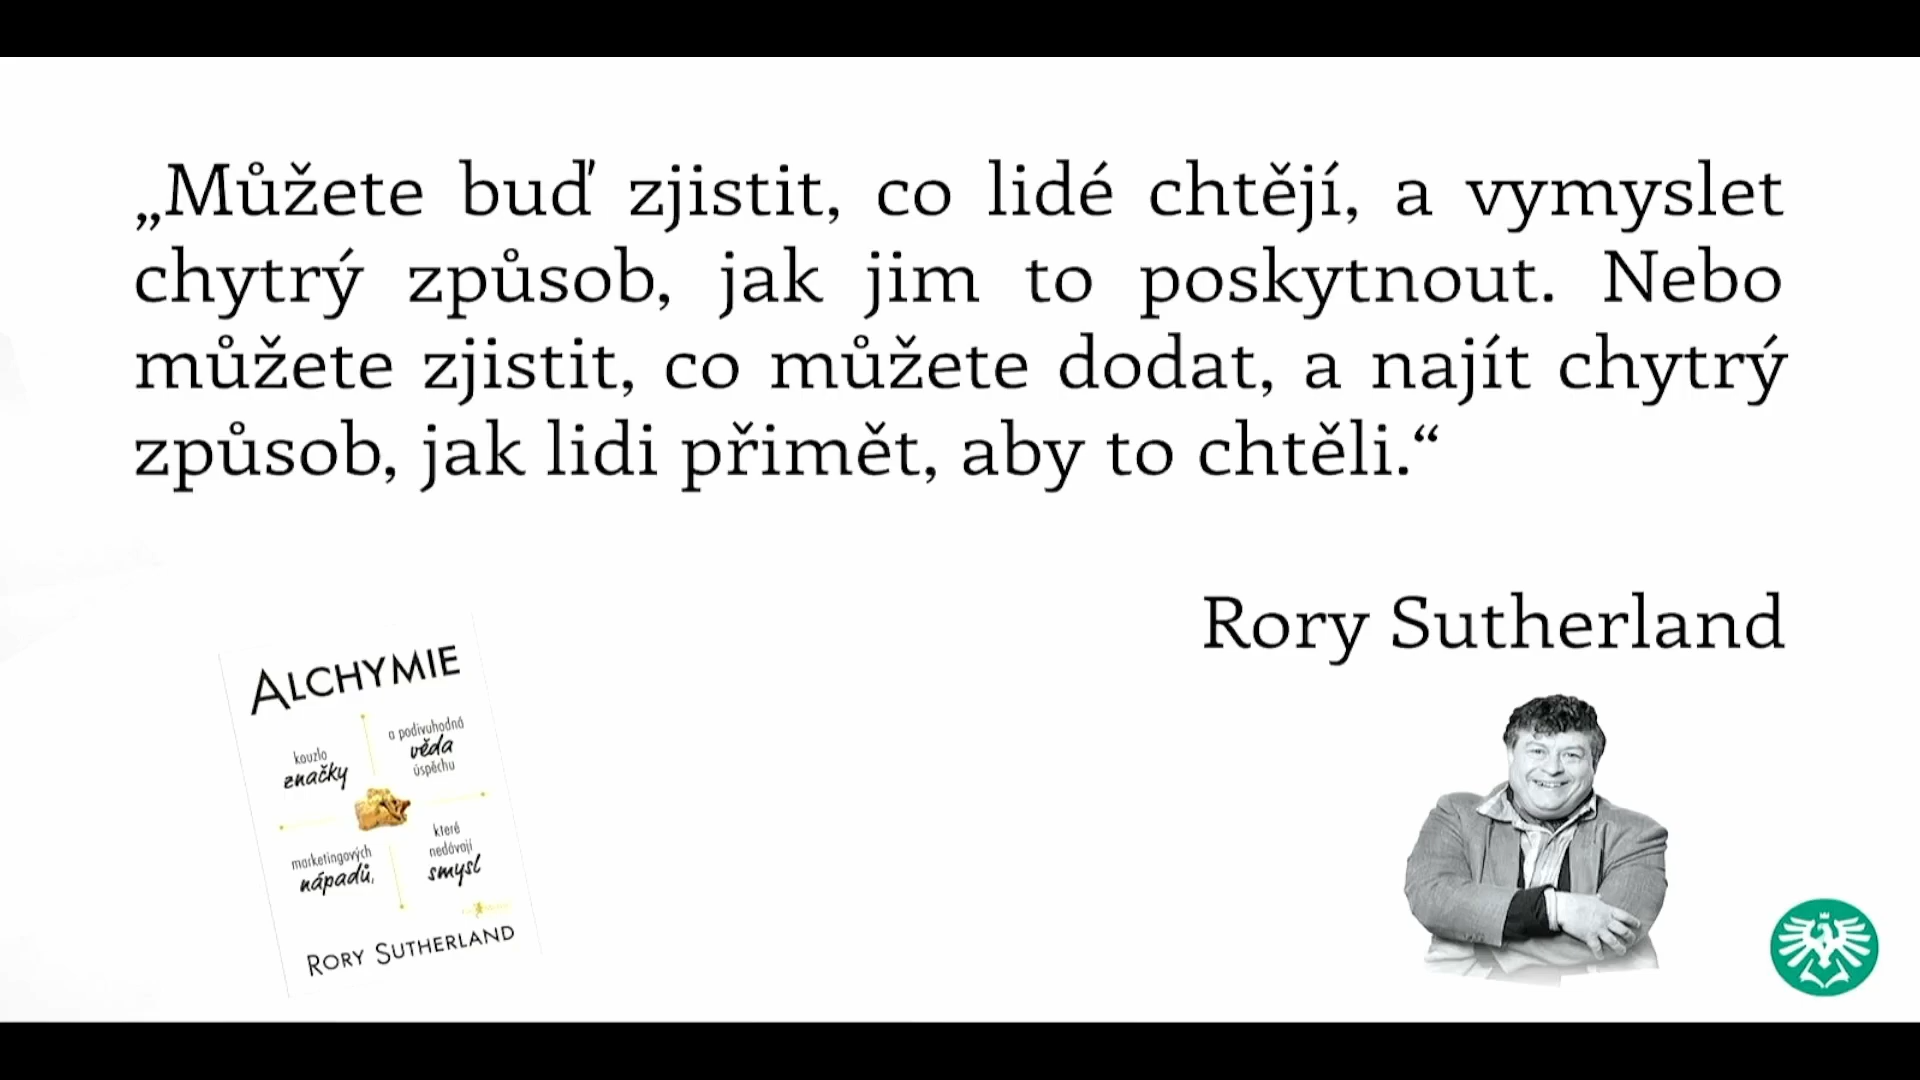 „Můžete buď zjistit, co lidé chtějí, a vymyslet
chytrý způsob, jak jim to poskytnout. Nebo
můžete zjistit, co můžete dodat, a najít chytrý
způsob, jak lidi přimět, aby to chtěli.“
Rory Sutherland
ALCHYMIE
kouzlo
značky
a podivuhodná
věda
úspěchu
marketingových
nápadů,
které
nedávají
smysl
RORY SUTHERLAND